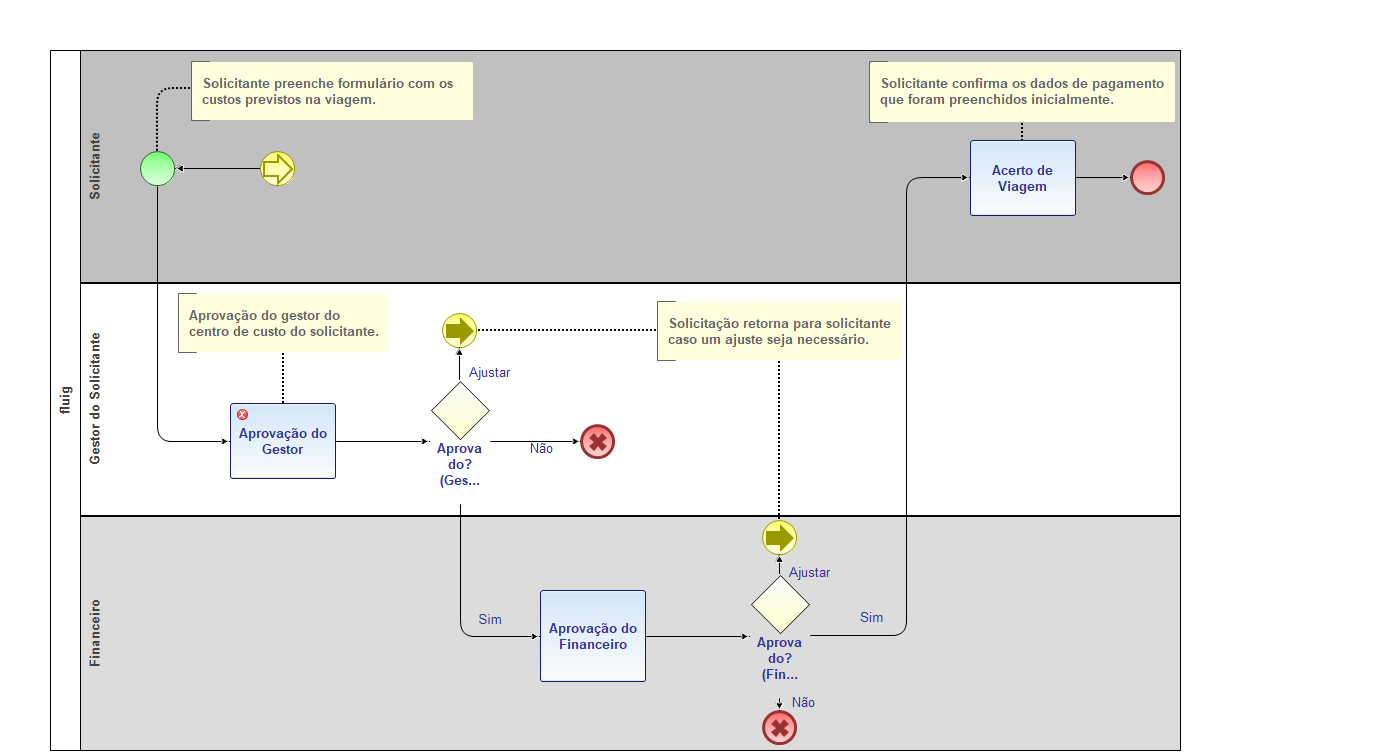 Solicitante preenche formulário com os
custos previstos na viagem.
Solicitante confirma os dados de pagamento
que foram preenchidos inicialmente.
Solicitante
Acerto de
Viagem
fluig
Gestor do Solicitante
Aprovação do gestor do
centro de custo do solicitante.
Solicitação retorna para solicitante
caso um ajuste seja necessário.
Ajustar
Aprovação do
Gestor
Aprova
do?
(Ges...
Não
Financeiro
Sim
Aprovação do
Financeiro
Ajustar
Aprova
do?
(Fin...
Sim
Não